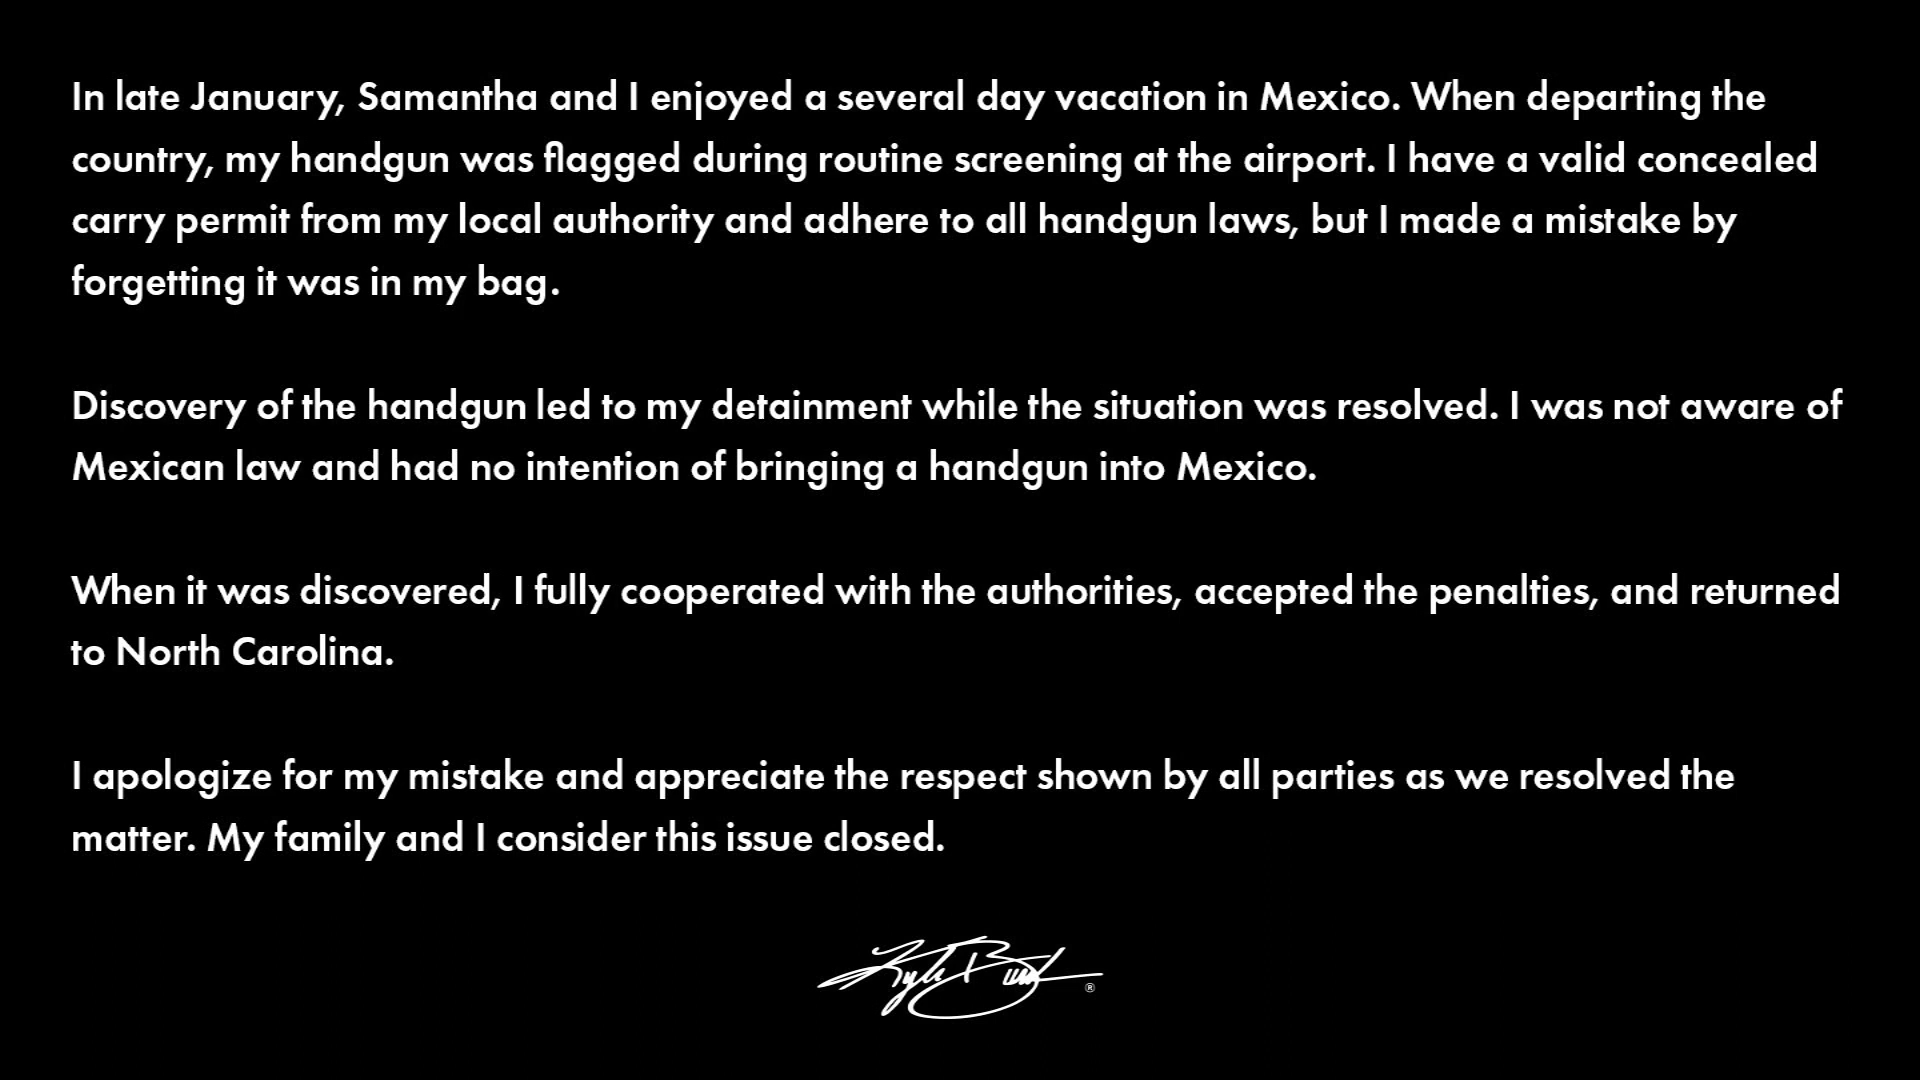 In late January, Samantha and I enjoyed a several day vacation in Mexico. When departing the
country, my handgun was flagged during routine screening at the airport. I have a valid concealed
carry permit from my local authority and adhere to all handgun laws, but I made a mistake by
forgetting it was in my bag.
Discovery of the handgun led to my detainment while the situation was resolved. I was not aware of
Mexican law and had no intention of bringing a handgun into Mexico.
When it was discovered, I fully cooperated with the authorities, accepted the penalties, and returned
to North Carolina.
I apologize for my mistake and appreciate the respect shown by all parties as we resolved the
matter. My family and I consider this issue closed.
Kyle Busch ®